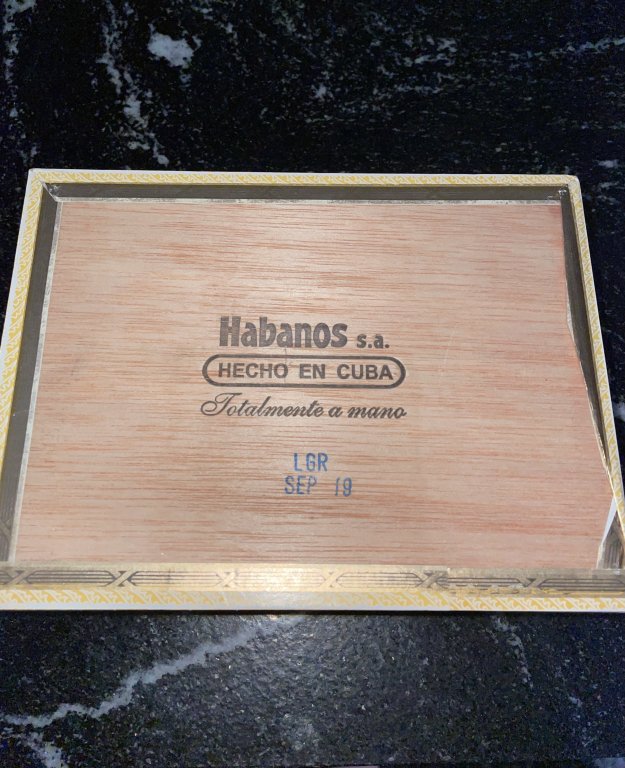 Habanos s.a.
HECHO EN CUBA
Totalmente a mano
LGR
SEP 19